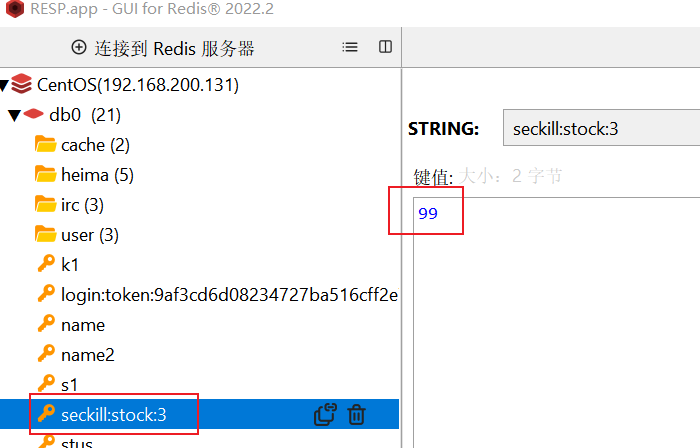 RESP.app - GUI for Redis® 2022.2
连接到 Redis 服务器
CentOS(192.168.200.131)
db0 (21)
cache (2)
heima (5)
irc (3)
user (3)
k1
login:token:9af3cd6d08234727ba516cff2e
name
name2
s1
seckill:stock:3
stus
STRING:
seckill:stock:3
键值: 大小：2 字节
99